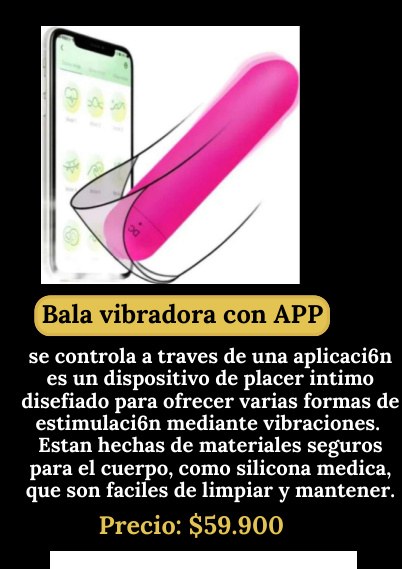 Bala vibradora con APP
se controla a traves de una aplicaci6n
es un dispositivo de placer intimo
disefiado para ofrecer varias formas de
estimulaci6n mediante vibraciones.
Estan hechas de materiales seguros
para el cuerpo, como silicona medica,
que son faciles de limpiar y mantener.
Precio: $59.900